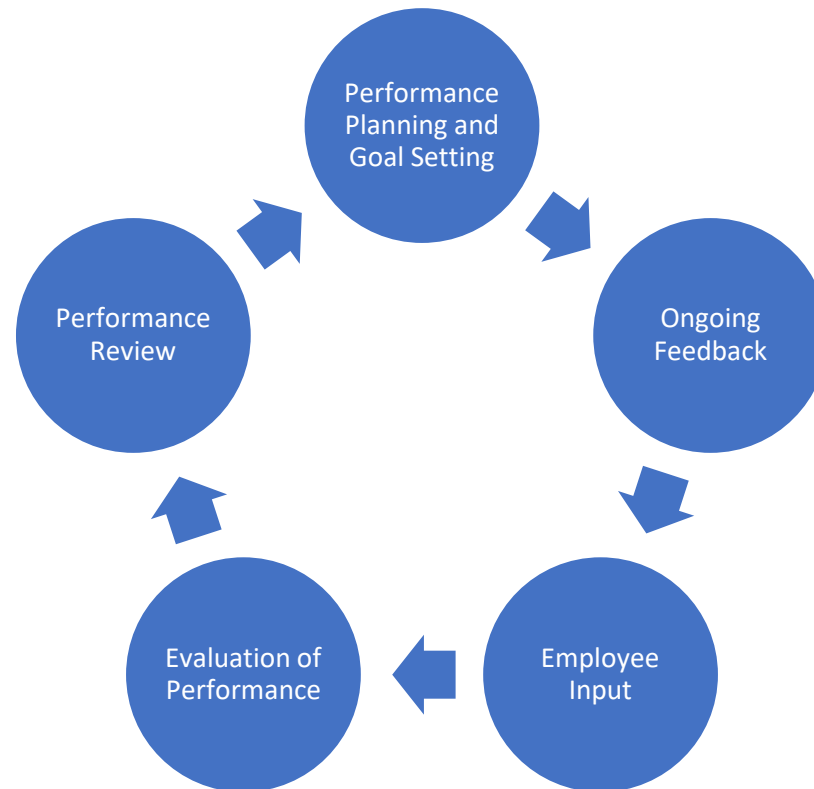 Performance
Planning and
Goal Setting
Ongoing
Feedback
Employee
Input
Evaluation of
Performance
Performance
Review